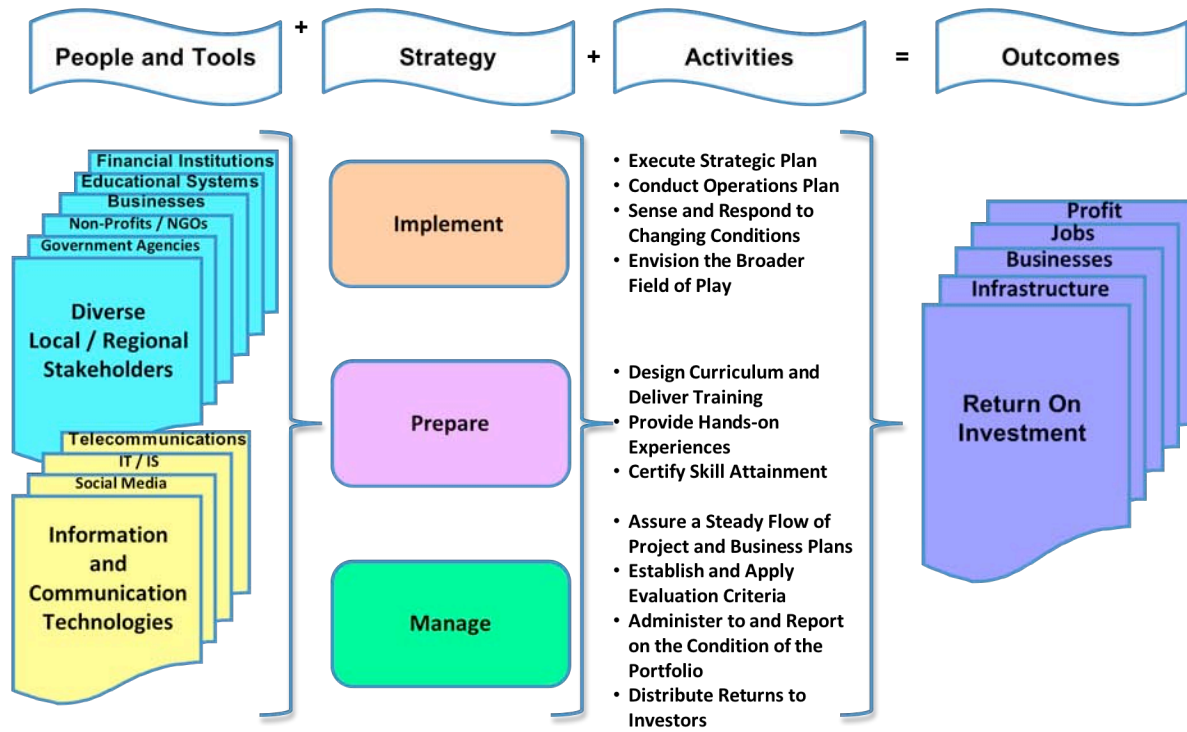 People and Tools
+
Strategy
+
Activities
=
Outcomes
Financial Institutions
Educational Systems
Businesses
Non-Profits / NGOs
Government Agencies
Diverse
Local / Regional
Stakeholders
Telecommunications
IT / IS
Social Media
Information
and
Communication
Technologies
Implement
Prepare
Manage
• Execute Strategic Plan
• Conduct Operations Plan
• Sense and Respond to
Changing Conditions
• Envision the Broader
Field of Play
• Design Curriculum and
Deliver Training
• Provide Hands-on
Experiences
• Certify Skill Attainment
• Assure a Steady Flow of
Project and Business Plans
• Establish and Apply
Evaluation Criteria
• Administer to and Report
on the Condition of the
Portfolio
• Distribute Returns to
Investors
Profit
Jobs
Businesses
Infrastructure
Return On
Investment